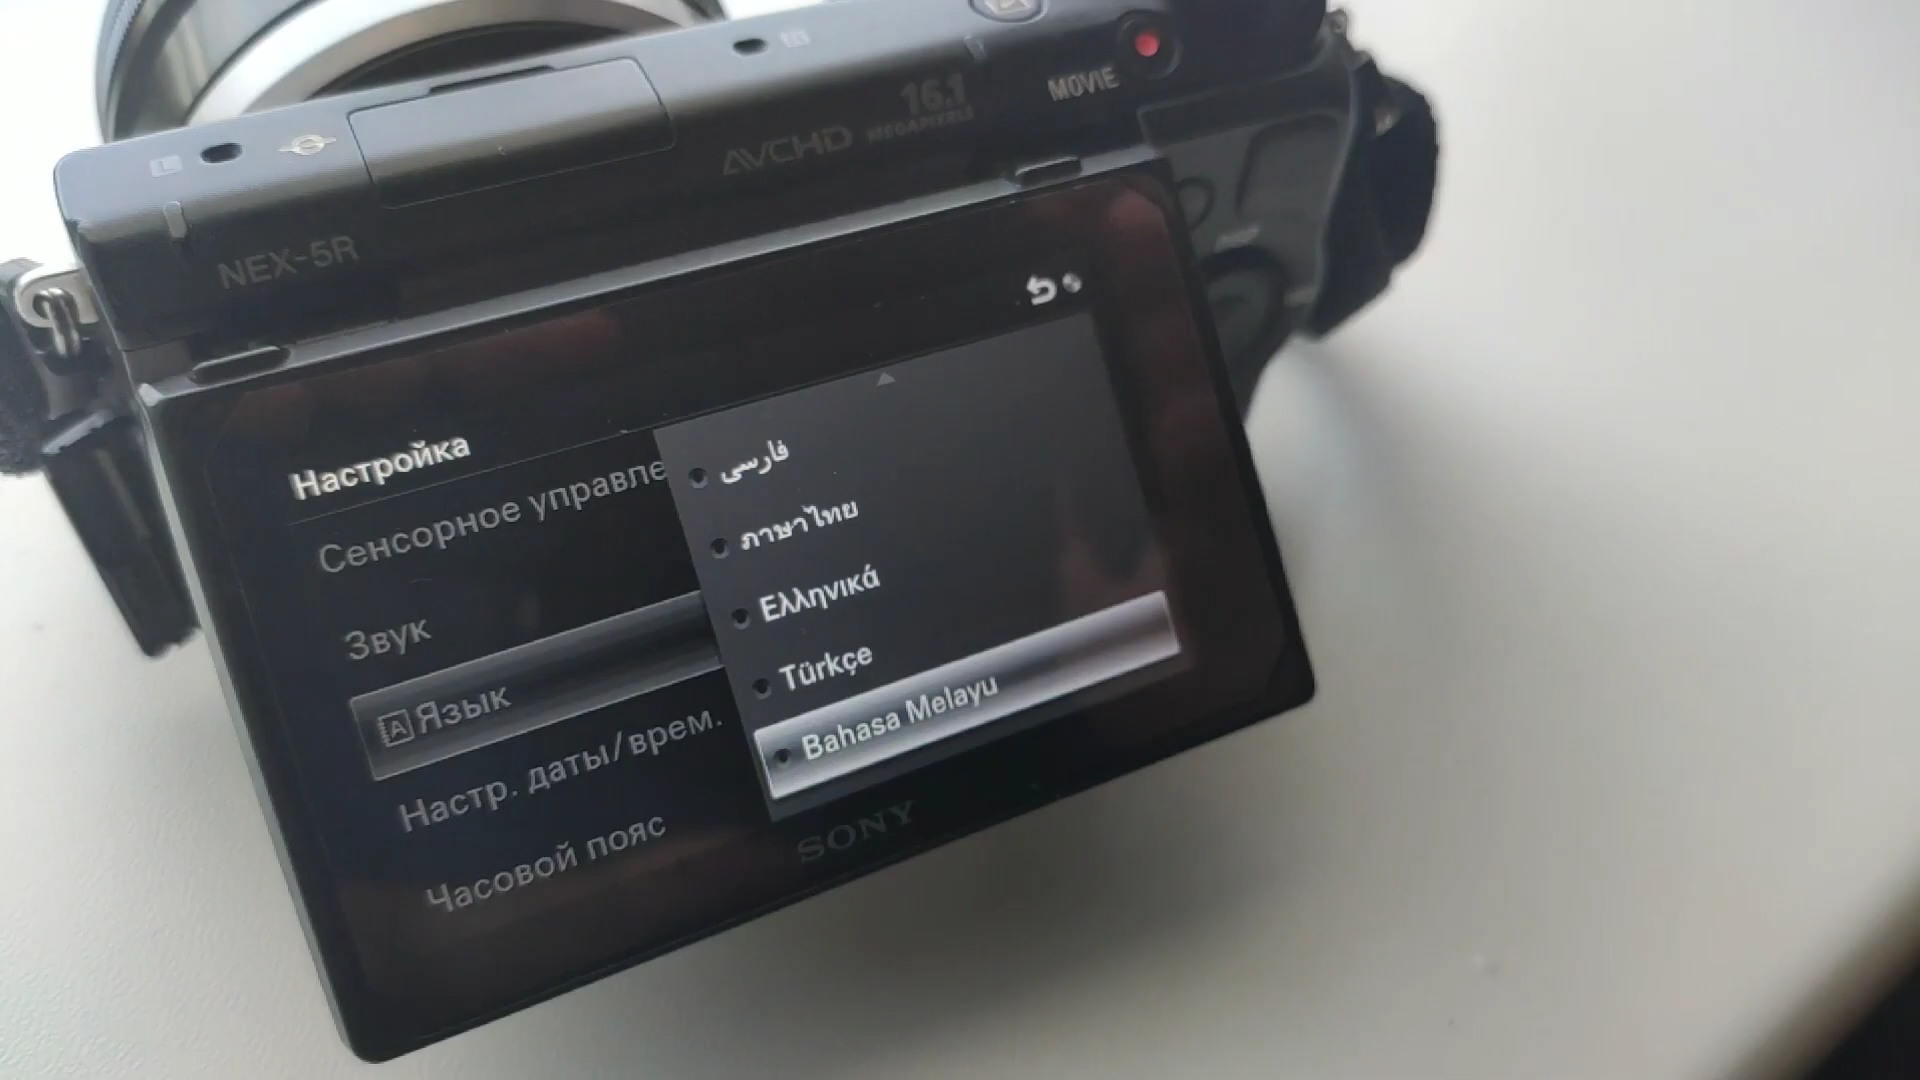 16.1
MEGAPIXELS
MOVIE
AVCHD
L
NEX-5R
Настройка
Сенсорное управле
Звук
Язык
Настр. даты/врем.
Часовой пояс
فارسی
ภาษาไทย
Ελληνικά
Türkçe
Bahasa Melayu
SONY